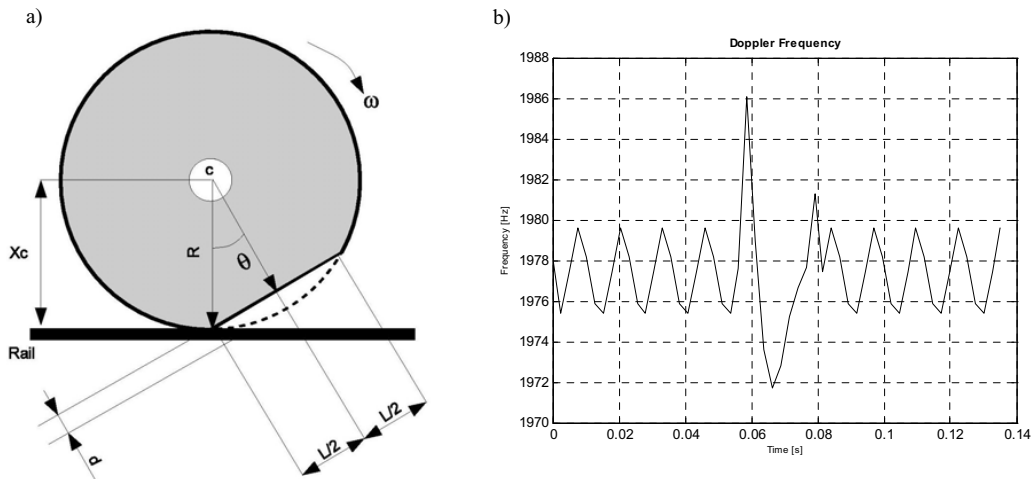 a)
ω
c
Xc
R
θ
Rail
P
L/2
L/2
b)
Doppler Frequency
Frequency [Hz]
1988
1986
1984
1982
1980
1978
1976
1974
1972
1970
0 0.02 0.04 0.06 0.08 0.1 0.12 0.14
Time [s]